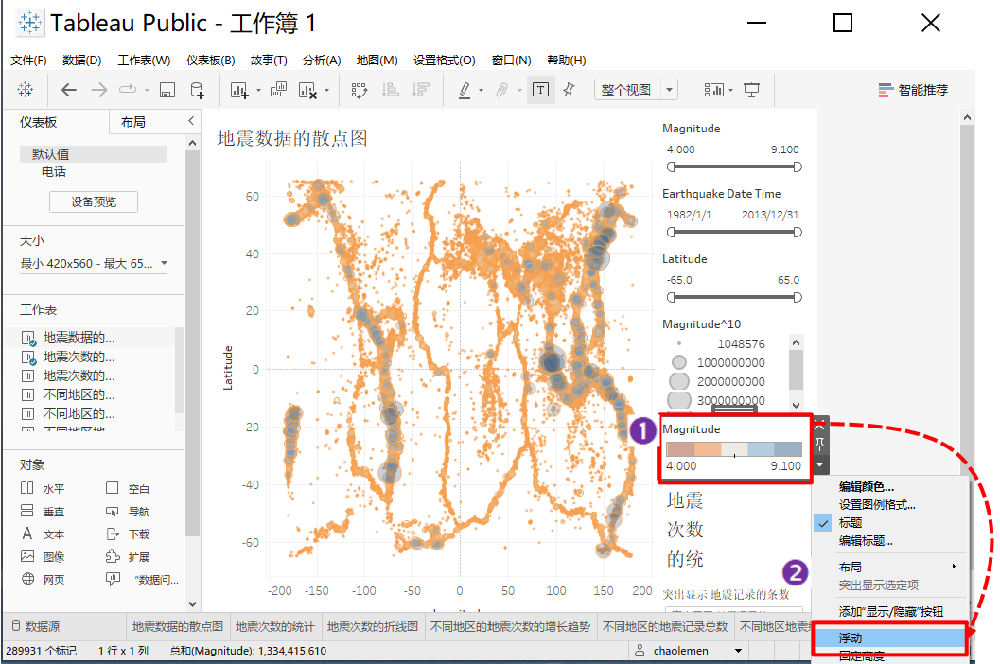 Tableau Public - 工作簿 1
文件(F) 数据(D) 工作表(W) 仪表板(B) 故事(T) 分析(A) 地图(M) 设置格式(O) 窗口(N) 帮助(H)
整个视图 智能推荐
仪表板 布局
默认值
电话
设备预览
大小
最小 420x560 - 最大 65...
工作表
地震数据的...
地震次数的...
地震次数的...
不同地区的...
不同地区的...
对象
水平 空白
垂直 导航
文本 下载
图像 扩展
网页 "数据问...
地震数据的散点图
60
40
20
0
-20
-40
-60
Latitude
-200 -150 -100 -50 0 50 100 150 200
Magnitude
4.000 9.100
Earthquake Date Time
1982/1/1 2013/12/31
Latitude
-65.0 65.0
Magnitude^10
1048576
1000000000
2000000000
3000000000
1
Magnitude
4.000 9.100
地震
次数
的统
突出显示 地震记录的条数
编辑颜色...
设置图例格式...
标题
编辑标题...
布局
突出显示选定项
添加"显示/隐藏"按钮
2
浮动
固定高度
数据源 地震数据的散点图 地震次数的统计 地震次数的折线图 不同地区的地震次数的增长趋势 不同地区的地震记录总数 不同地区地震
289931 个标记 1 行 x 1 列 总和(Magnitude): 1,334,415.610 chaolemen